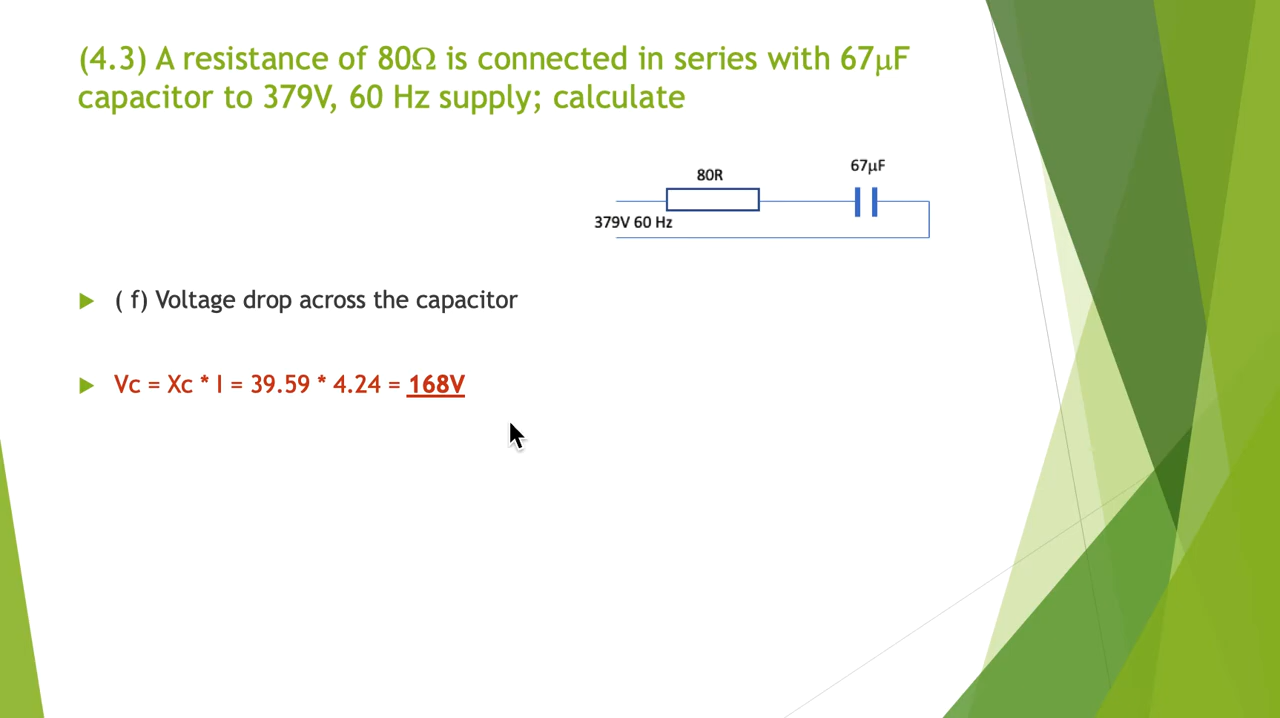 (4.3) A resistance of 80Ω is connected in series with 67µF
capacitor to 379V, 60 Hz supply; calculate
80R
67µF
379V 60 Hz
( f) Voltage drop across the capacitor
Vc = Xc * I = 39.59 * 4.24 = 168V